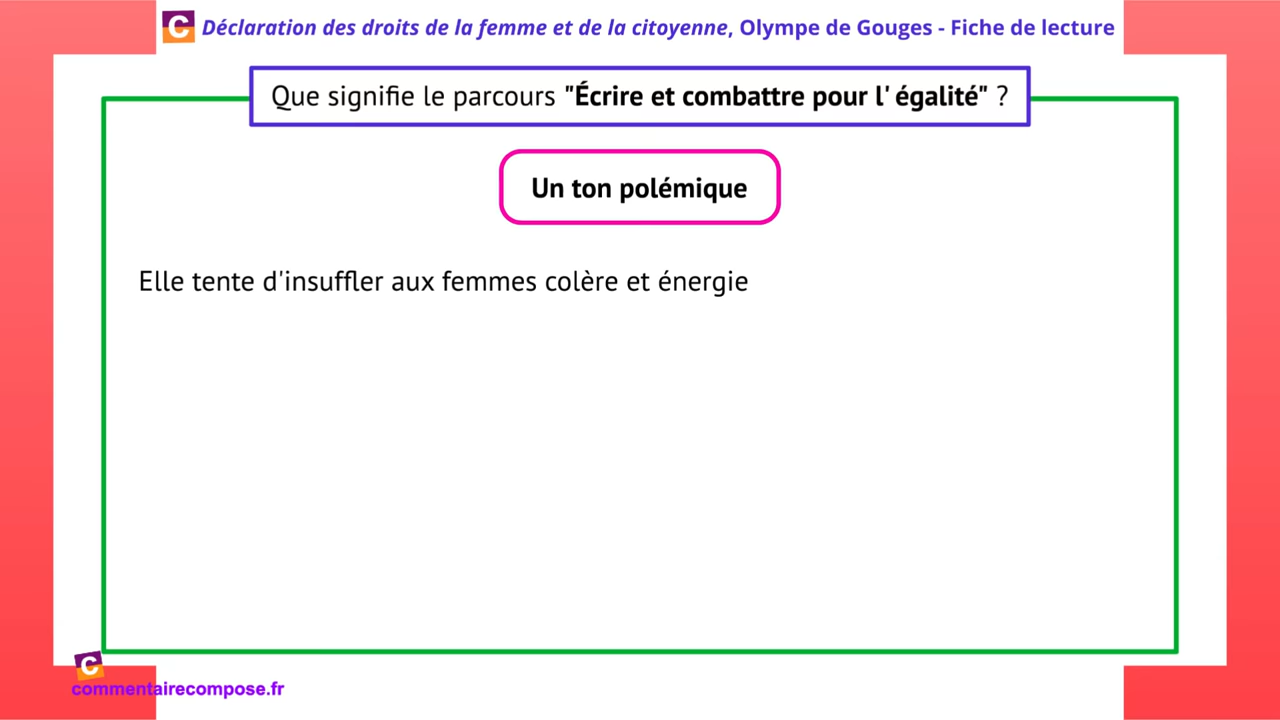 C Déclaration des droits de la femme et de la citoyenne, Olympe de Gouges - Fiche de lecture
Que signifie le parcours "Écrire et combattre pour l' égalité" ?
Un ton polémique
Elle tente d'insuffler aux femmes colère et énergie
C
commentairecompose.fr